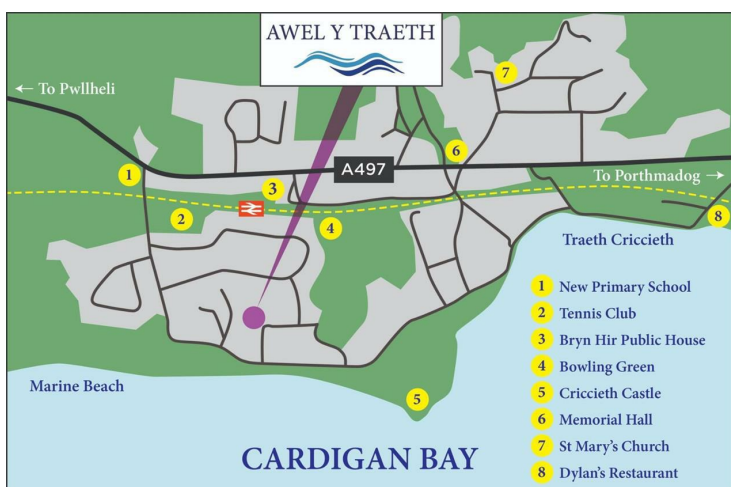 AWEL Y TRAETH
← To Pwllheli
7
6
1
A497
To Porthmadog →
3
2
4
8
Traeth Criccieth
1 New Primary School
2 Tennis Club
3 Bryn Hir Public House
4 Bowling Green
5 Criccieth Castle
6 Memorial Hall
7 St Mary's Church
8 Dylan's Restaurant
Marine Beach
5
CARDIGAN BAY